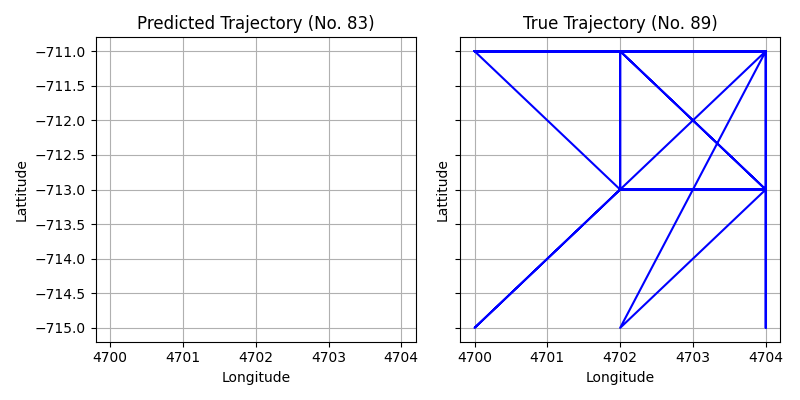 Predicted Trajectory (No. 83)
True Trajectory (No. 89)
−711.0
−711.5
−712.0
−712.5
−713.0
−713.5
−714.0
−714.5
−715.0
Lattitude
Lattitude
4700 4701 4702 4703 4704
4700 4701 4702 4703 4704
Longitude
Longitude